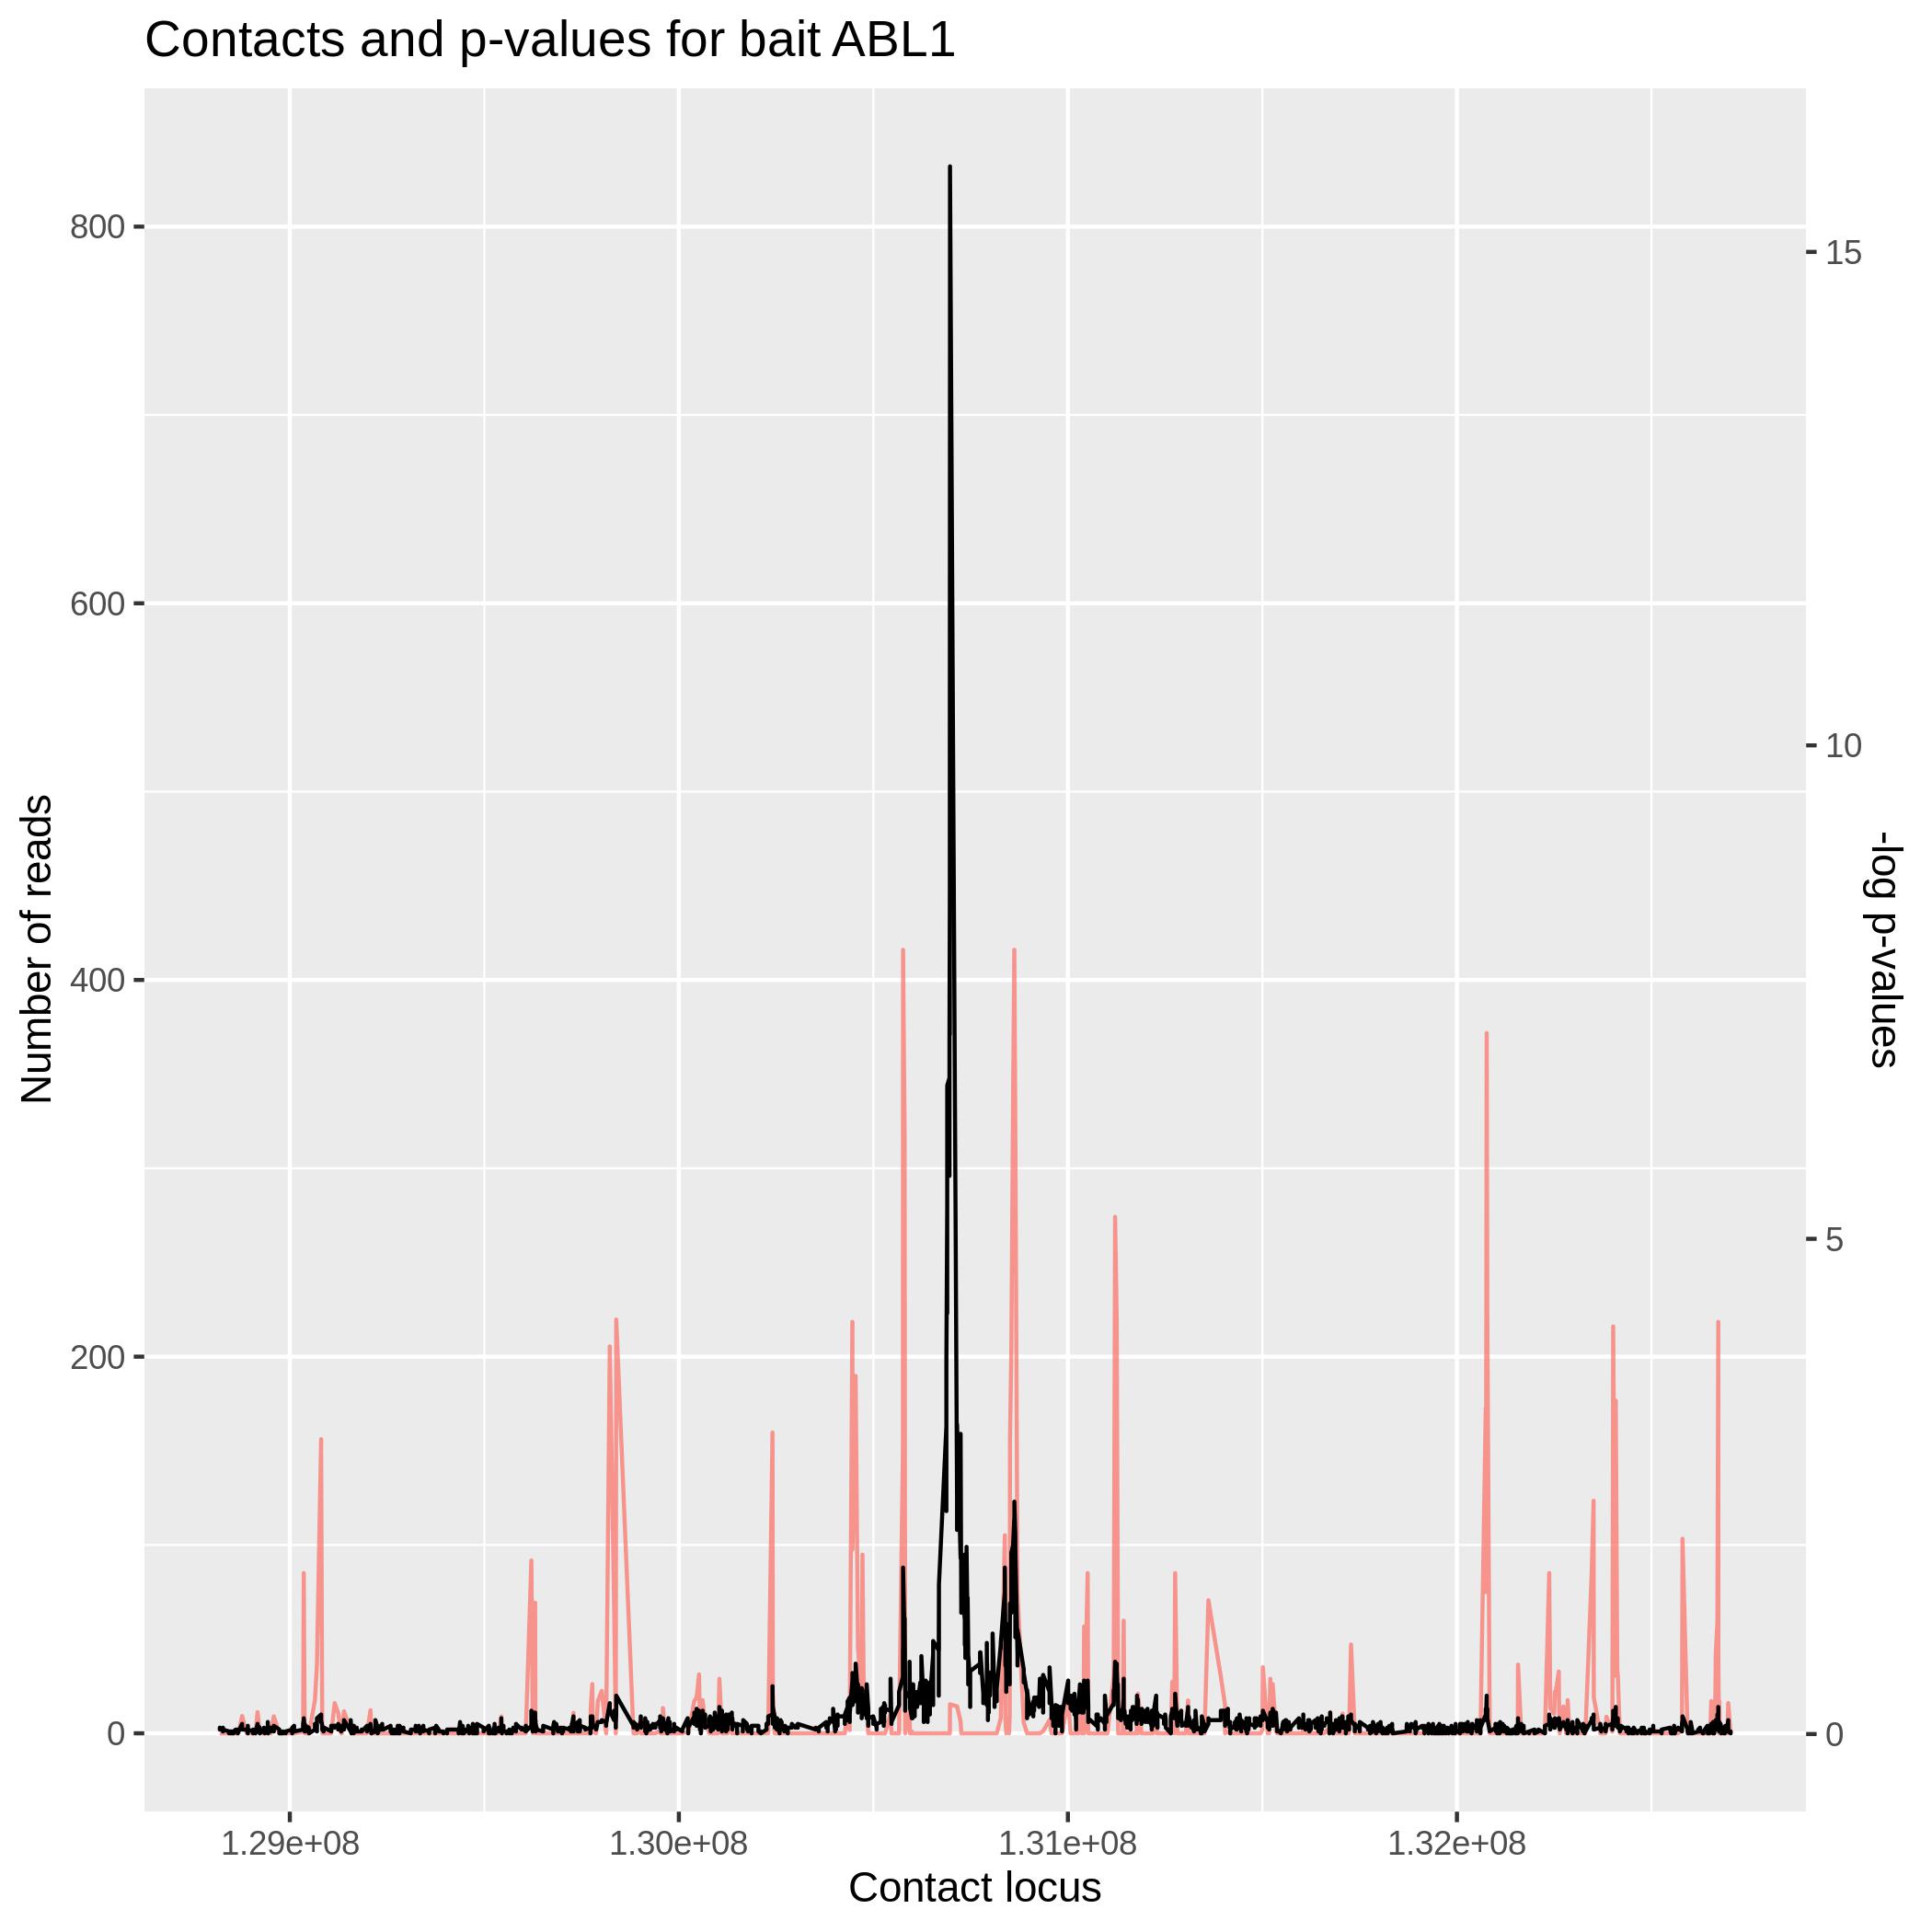 Contacts and p-values for bait ABL1
Number of reads
800
600
400
200
0
15
10
5
0
-log p-values
1.29e+08
1.30e+08
1.31e+08
1.32e+08
Contact locus